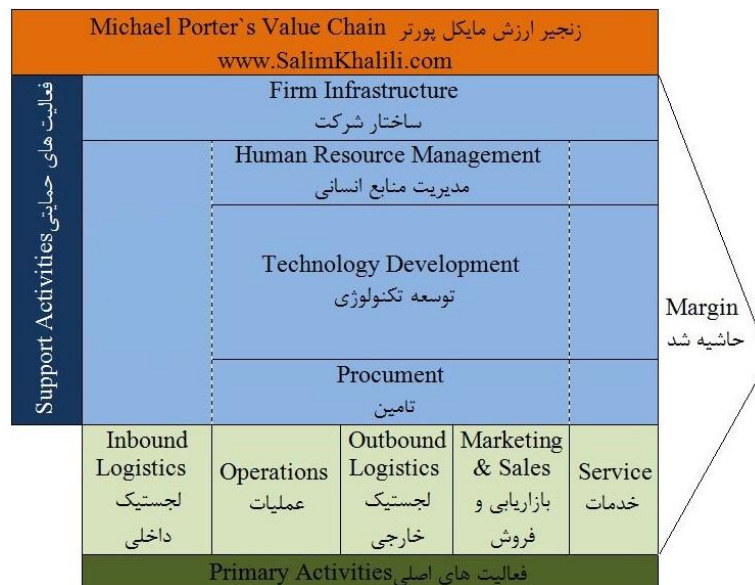 Michael Porter`s Value Chain زنجیر ارزش مایکل پورتر
www.SalimKhalili.com
Support Activities فعالیت های حمایتی
Firm Infrastructure
ساختار شرکت
Human Resource Management
مدیریت منابع انسانی
Technology Development
توسعه تکنولوژی
Procument
تامین
Margin
حاشیه شد
Inbound
Logistics
لجستیک
داخلی
Operations
عملیات
Outbound
Logistics
لجستیک
خارجی
Marketing
& Sales
بازاریابی و
فروش
Service
خدمات
Primary Activities فعالیت های اصلی